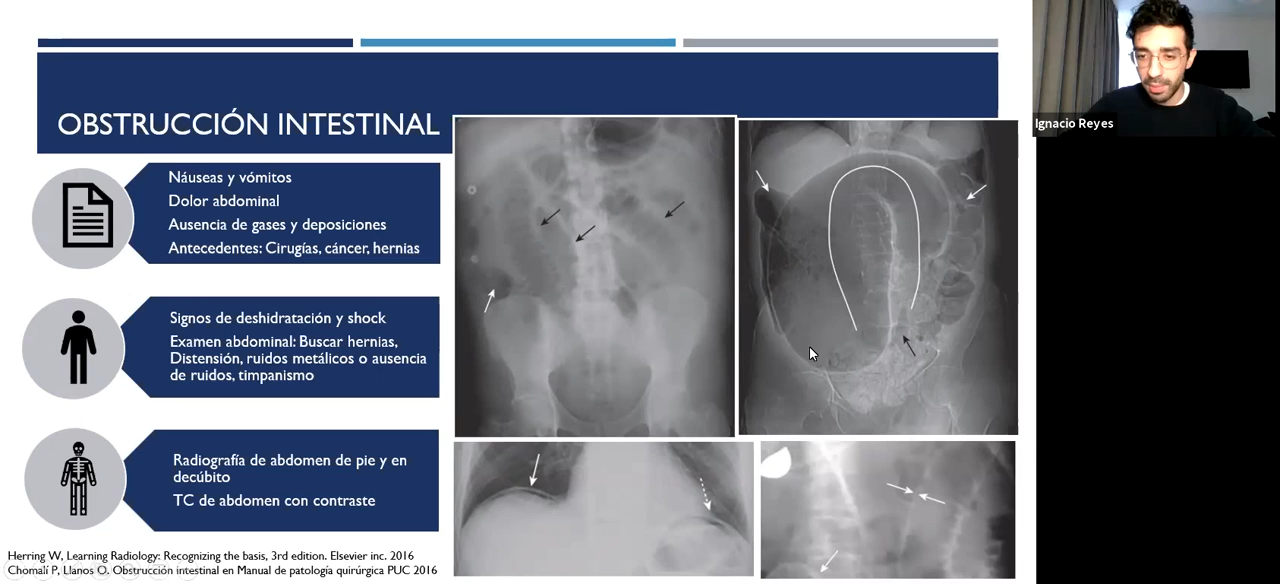 OBSTRUCCIÓN INTESTINAL
Náuseas y vómitos
Dolor abdominal
Ausencia de gases y deposiciones
Antecedentes: Cirugías, cáncer, hernias
Signos de deshidratación y shock
Examen abdominal: Buscar hernias,
Distensión, ruidos metálicos o ausencia
de ruidos, timpanismo
Radiografía de abdomen de pie y en
decúbito
TC de abdomen con contraste
Herring W, Learning Radiology: Recognizing the basis, 3rd edition. Elsevier inc. 2016
Chomalí P, Llanos O. Obstrucción intestinal en Manual de patología quirúrgica PUC 2016
Ignacio Reyes